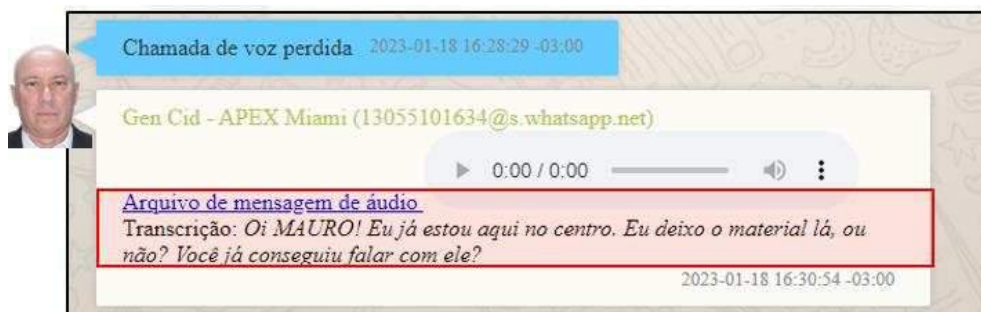 Chamada de voz perdida 2023-01-18 16:28:29 -03:00
Gen Cid - APEX Miami (13055101634@s.whatsapp.net)
0:00 / 0:00
Arquivo de mensagem de áudio
Transcrição: Oi MAURO! Eu já estou aqui no centro. Eu deixo o material lá, ou
não? Você já conseguiu falar com ele?
2023-01-18 16:30:54 -03:00